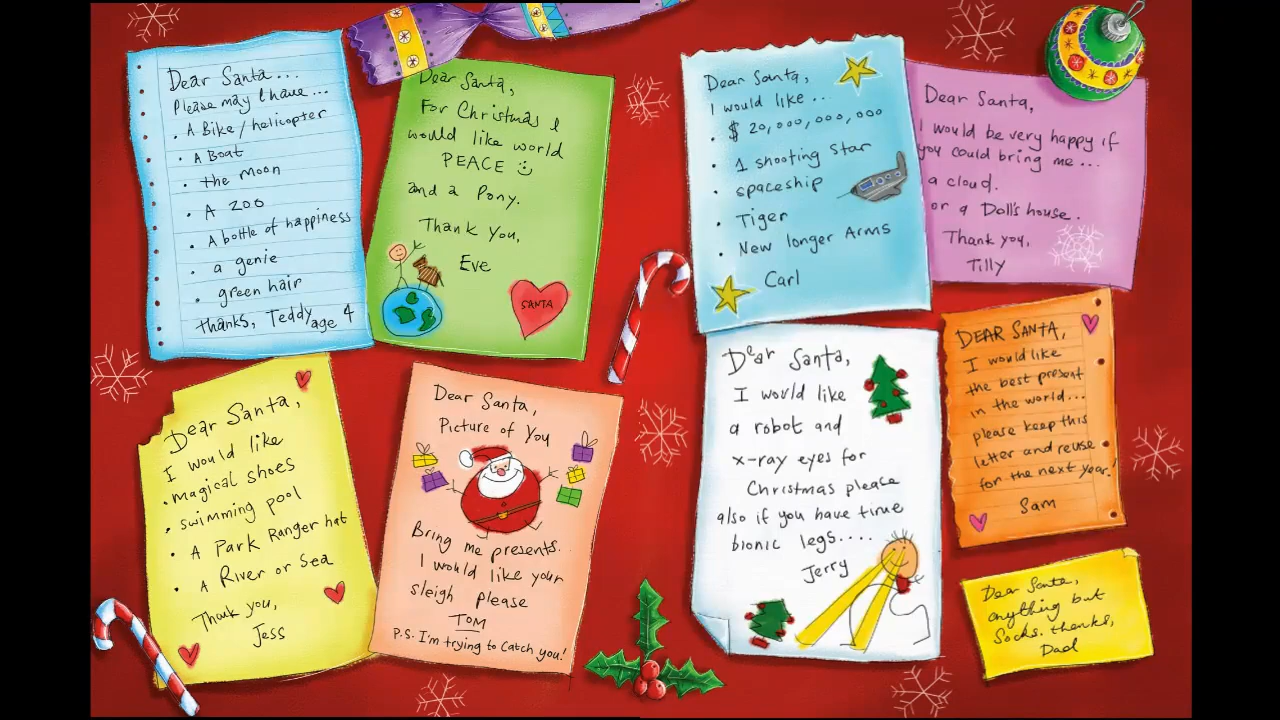 Dear Santa...
Please may I have...
• A Bike/helicopter
• A Boat
• the moon
• A zoo
• A bottle of happiness
• a genie
• green hair
thanks, Teddy age 4
Dear Santa,
For Christmas I
would like world
PEACE
and a Pony.
Thank You,
Eve
SANTA
Dear Santa,
I would like
• magical shoes
• swimming pool
• A Park Ranger hat
• A River or Sea
Thank you,
Jess
Dear Santa,
Picture of You
Bring me presents.
I would like your
sleigh please
TOM
P.S. I'm trying to catch you!
Dear Santa,
I would like...
• $ 20,000,000,000
• 1 shooting star
• spaceship
• Tiger
• New longer Arms
Carl
Dear Santa,
I would be very happy if
you could bring me...
a cloud.
or a Doll's house.
Thank you,
Tilly
Dear Santa,
I would like
a robot and
x-ray eyes for
Christmas please
also if you have time
bionic legs....
Jerry
DEAR SANTA,
I would like
the best present
in the world...
please keep this
letter and reuse
for the next year!
Sam
Dear Santa,
anything but
Socks. thanks,
Dad